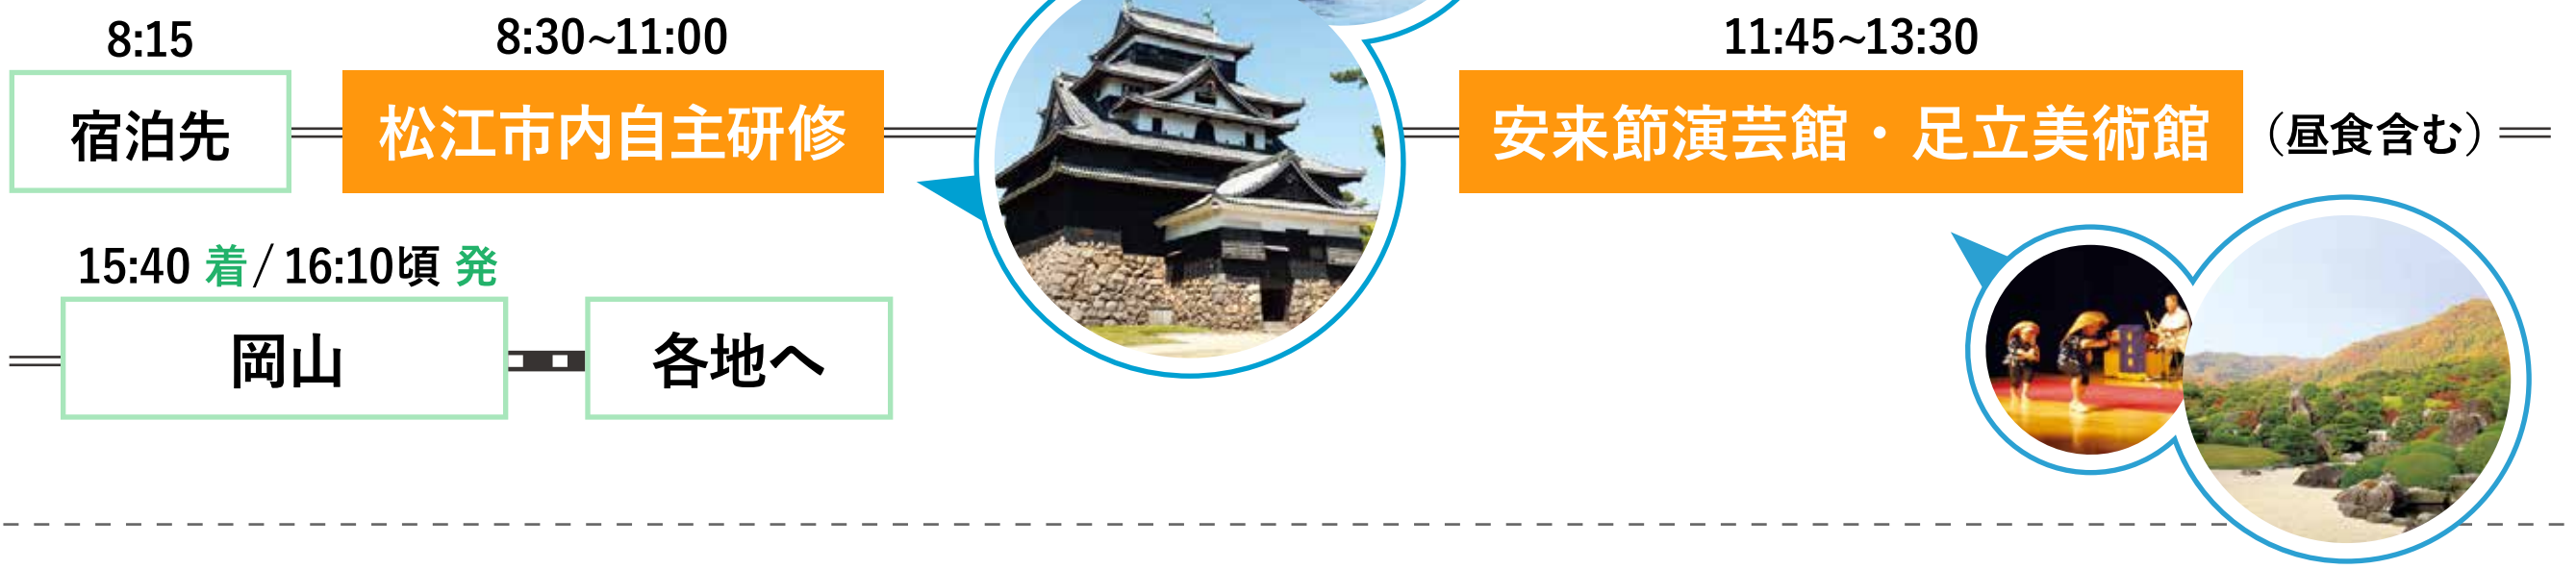 8:15
8:30~11:00
11:45~13:30
宿泊先
松江市内自主研修
安来節演芸館・足立美術館
（昼食含む）
15:40 着/16:10頃 発
岡山
各地へ